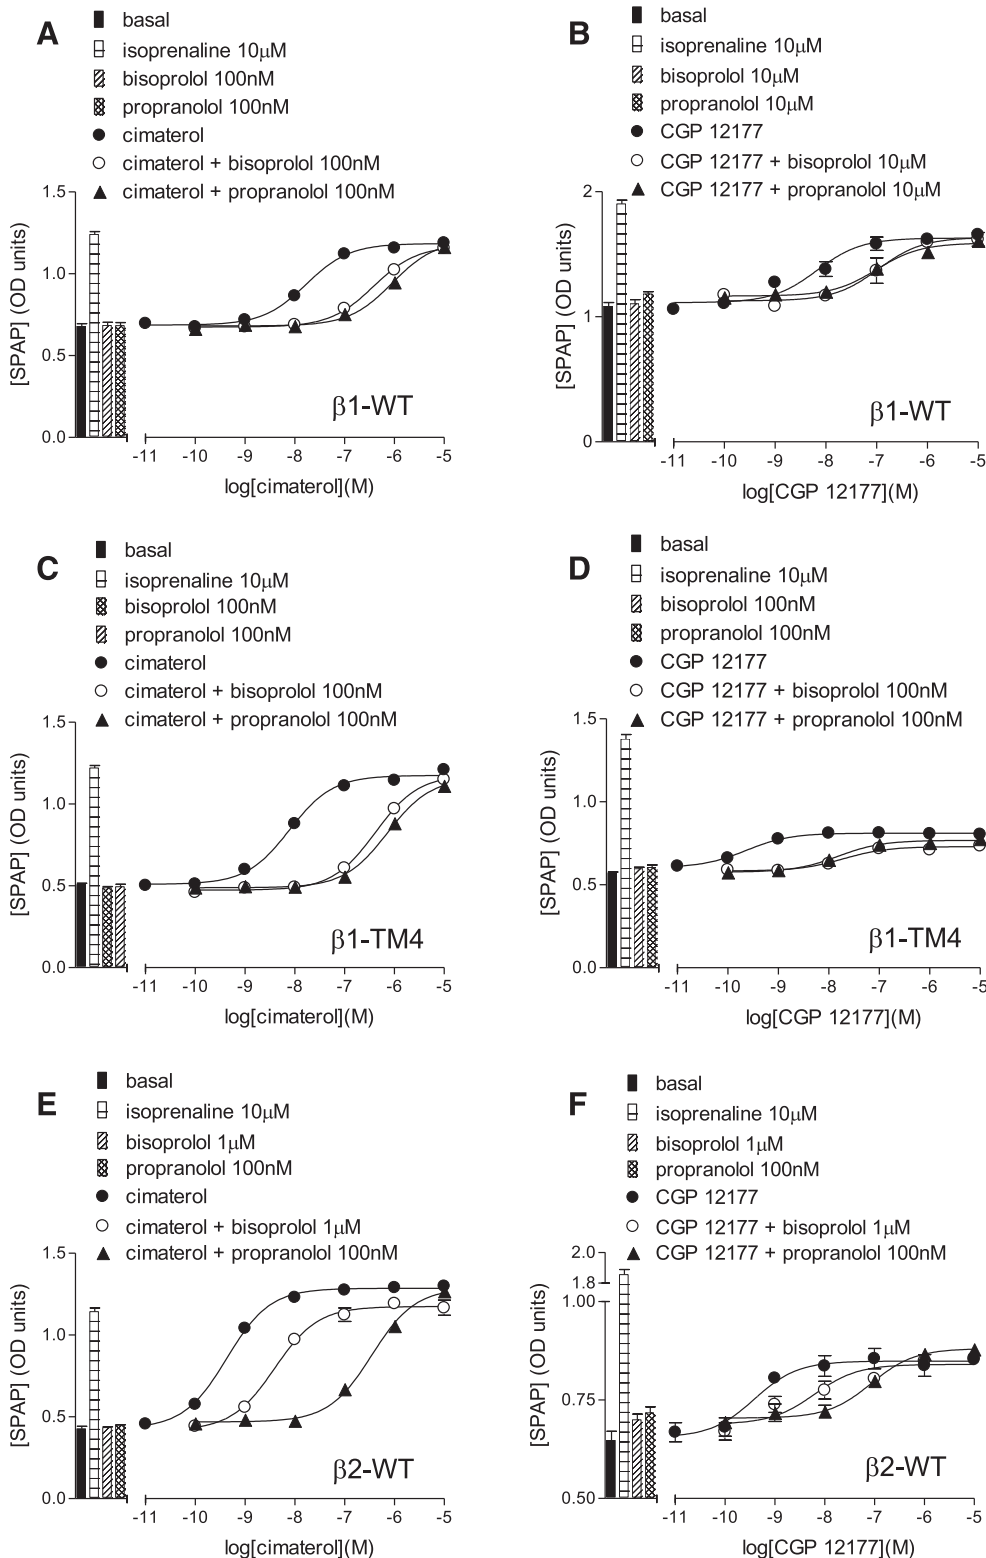 A
basal
isoprenaline 10μM
bisoprolol 100nM
propranolol 100nM
cimaterol
cimaterol + bisoprolol 100nM
cimaterol + propranolol 100nM
1.5
1.0
0.5
0.0
[SPAP] (OD units)
β1-WT
-11 -10 -9 -8 -7 -6 -5
log[cimaterol](M)
B
basal
isoprenaline 10μM
bisoprolol 10μM
propranolol 10μM
CGP 12177
CGP 12177 + bisoprolol 10μM
CGP 12177 + propranolol 10μM
2
1
0
[SPAP] (OD units)
β1-WT
-11 -10 -9 -8 -7 -6 -5
log[CGP 12177](M)
C
basal
isoprenaline 10μM
bisoprolol 100nM
propranolol 100nM
cimaterol
cimaterol + bisoprolol 100nM
cimaterol + propranolol 100nM
1.5
1.0
0.5
0.0
[SPAP] (OD units)
β1-TM4
-11 -10 -9 -8 -7 -6 -5
log[cimaterol](M)
D
basal
isoprenaline 10μM
bisoprolol 100nM
propranolol 100nM
CGP 12177
CGP 12177 + bisoprolol 100nM
CGP 12177 + propranolol 100nM
1.5
1.0
0.5
0.0
[SPAP] (OD units)
β1-TM4
-11 -10 -9 -8 -7 -6 -5
log[CGP 12177](M)
E
basal
isoprenaline 10μM
bisoprolol 1μM
propranolol 100nM
cimaterol
cimaterol + bisoprolol 1μM
cimaterol + propranolol 100nM
1.5
1.0
0.5
0.0
[SPAP] (OD units)
β2-WT
-11 -10 -9 -8 -7 -6 -5
log[cimaterol](M)
F
basal
isoprenaline 10μM
bisoprolol 1μM
propranolol 100nM
CGP 12177
CGP 12177 + bisoprolol 1μM
CGP 12177 + propranolol 100nM
2.0
1.8
1.00
0.75
0.50
[SPAP] (OD units)
β2-WT
-11 -10 -9 -8 -7 -6 -5
log[CGP 12177](M)